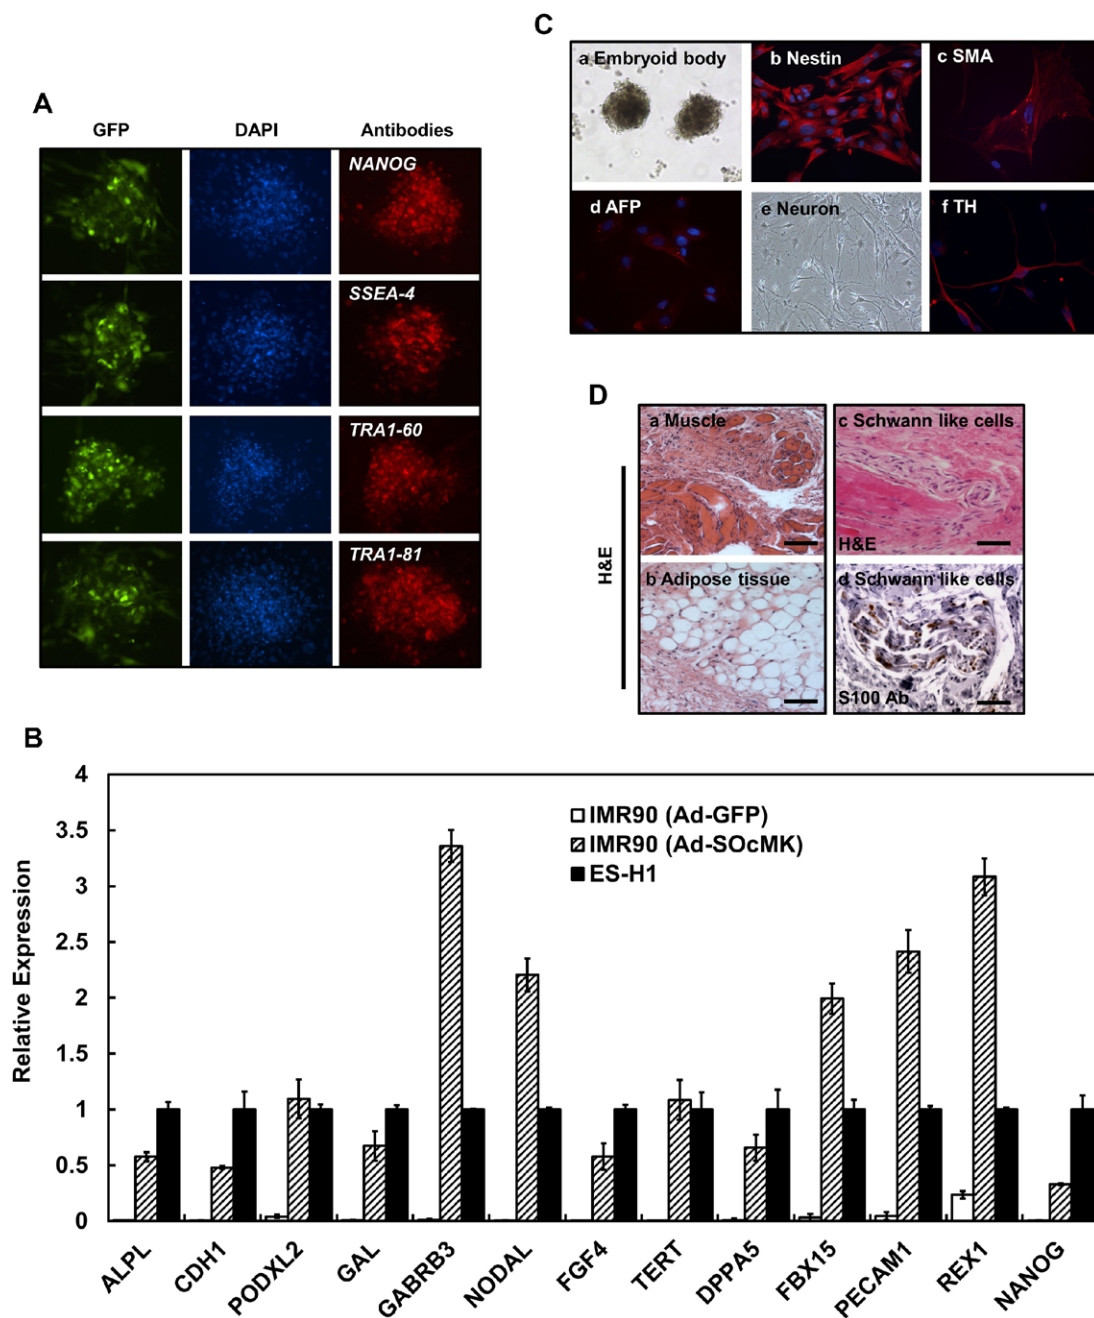 A
GFP DAPI Antibodies
NANOG
SSEA-4
TRA1-60
TRA1-81
C
a Embryoid body b Nestin c SMA
d AFP e Neuron f TH
D
a Muscle c Schwann like cells
H&E
b Adipose tissue d Schwann like cells
S100 Ab
H&E
B
4
3.5
3
2.5
2
1.5
1
0.5
0
Relative Expression
IMR90 (Ad-GFP)
IMR90 (Ad-SOcMK)
ES-H1
ALPL CDH1 PODXL2 GAL GABRB3 NODAL FGF4 TERT DPPA5 FBX15 PECAM1 REX1 NANOG